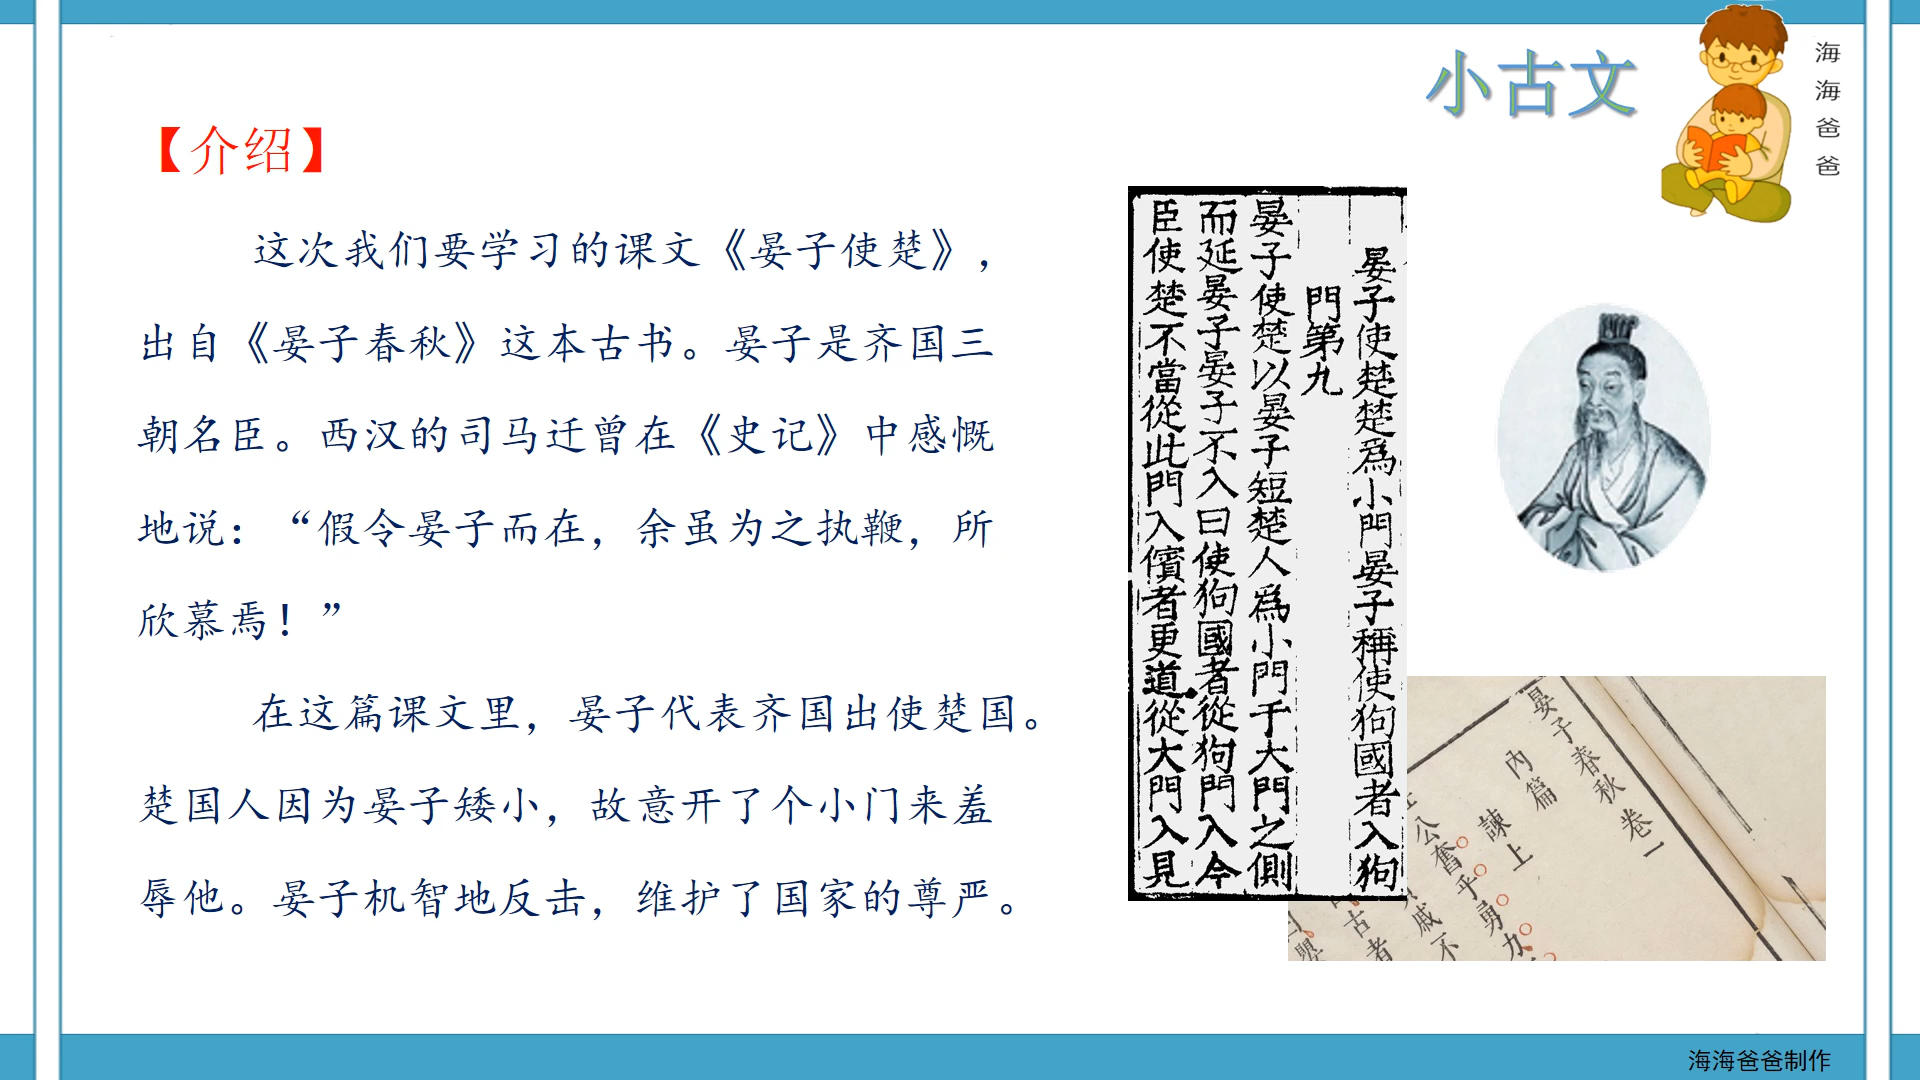 小古文
海海爸爸
【介绍】
这次我们要学习的课文《晏子使楚》，
出自《晏子春秋》这本古书。晏子是齐国三
朝名臣。西汉的司马迁曾在《史记》中感慨
地说：“假令晏子而在，余虽为之执鞭，所
欣慕焉！”
在这篇课文里，晏子代表齐国出使楚国。
楚国人因为晏子矮小，故意开了个小门来羞
辱他。晏子机智地反击，维护了国家的尊严。
晏子使楚楚爲小門晏子稱使狗國者入狗
門第九
晏子使楚以晏子短楚人爲小門于大門之側
而延晏子晏子不入曰使狗國者從狗門入今
臣使楚不當從此門入儐者更道從大門入見
晏子春秋卷一
內篇
諫上
公奮乎勇力
戚不
古者
海海爸爸制作